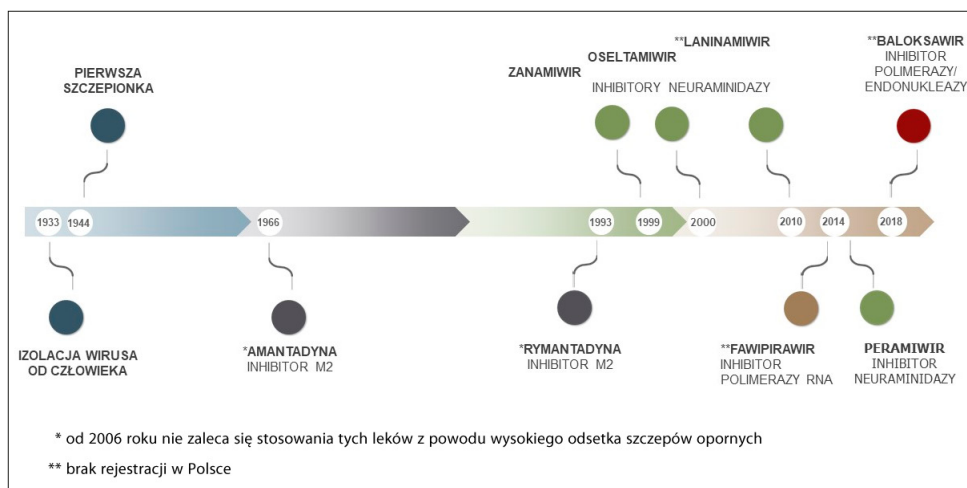 PIERWSZA
SZCZEPIONKA
ZANAMIWIR
OSELTAMIWIR
**LANINAMIWIR
INHIBITORY NEURAMINIDAZY
**BALOKSAWIR
INHIBITOR
POLIMERAZY/
ENDONUKLEAZY
1933
1944
1966
1993
1999
2000
2010
2014
2018
IZOLACJA WIRUSA
OD CZŁOWIEKA
*AMANTADYNA
INHIBITOR M2
*RYMANTADYNA
INHIBITOR M2
**FAWIPIRAWIR
INHIBITOR
POLIMERAZY RNA
PERAMIWIR
INHIBITOR
NEURAMINIDAZY
* od 2006 roku nie zaleca się stosowania tych leków z powodu wysokiego odsetka szczepów opornych
** brak rejestracji w Polsce